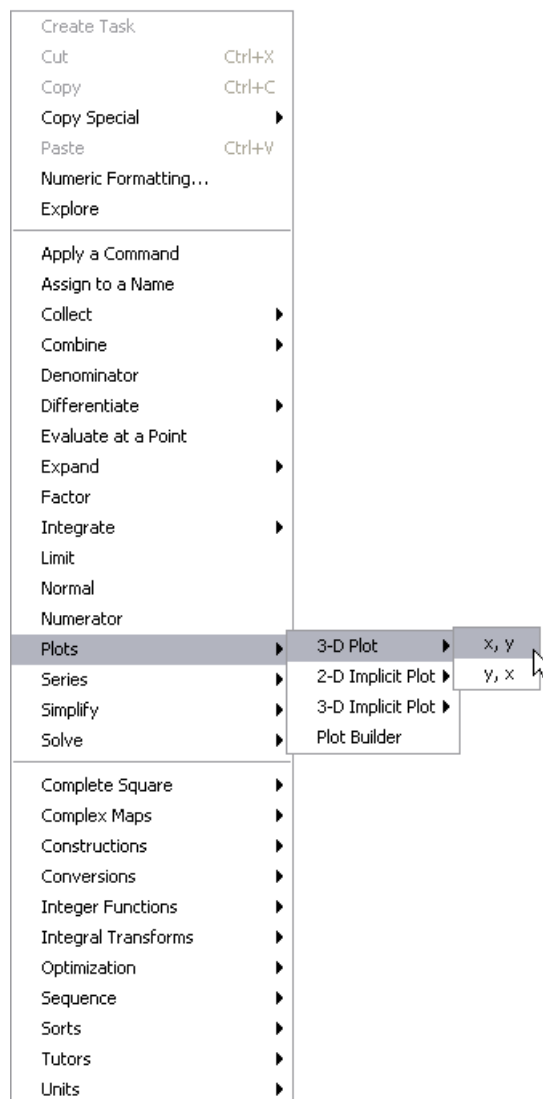 Create Task
Cut Ctrl+X
Copy Ctrl+C
Copy Special
Paste Ctrl+V
Numeric Formatting...
Explore
Apply a Command
Assign to a Name
Collect
Combine
Denominator
Differentiate
Evaluate at a Point
Expand
Factor
Integrate
Limit
Normal
Numerator
Plots 3-D Plot x, y
Series 2-D Implicit Plot y, x
Simplify 3-D Implicit Plot
Solve Plot Builder
Complete Square
Complex Maps
Constructions
Conversions
Integer Functions
Integral Transforms
Optimization
Sequence
Sorts
Tutors
Units